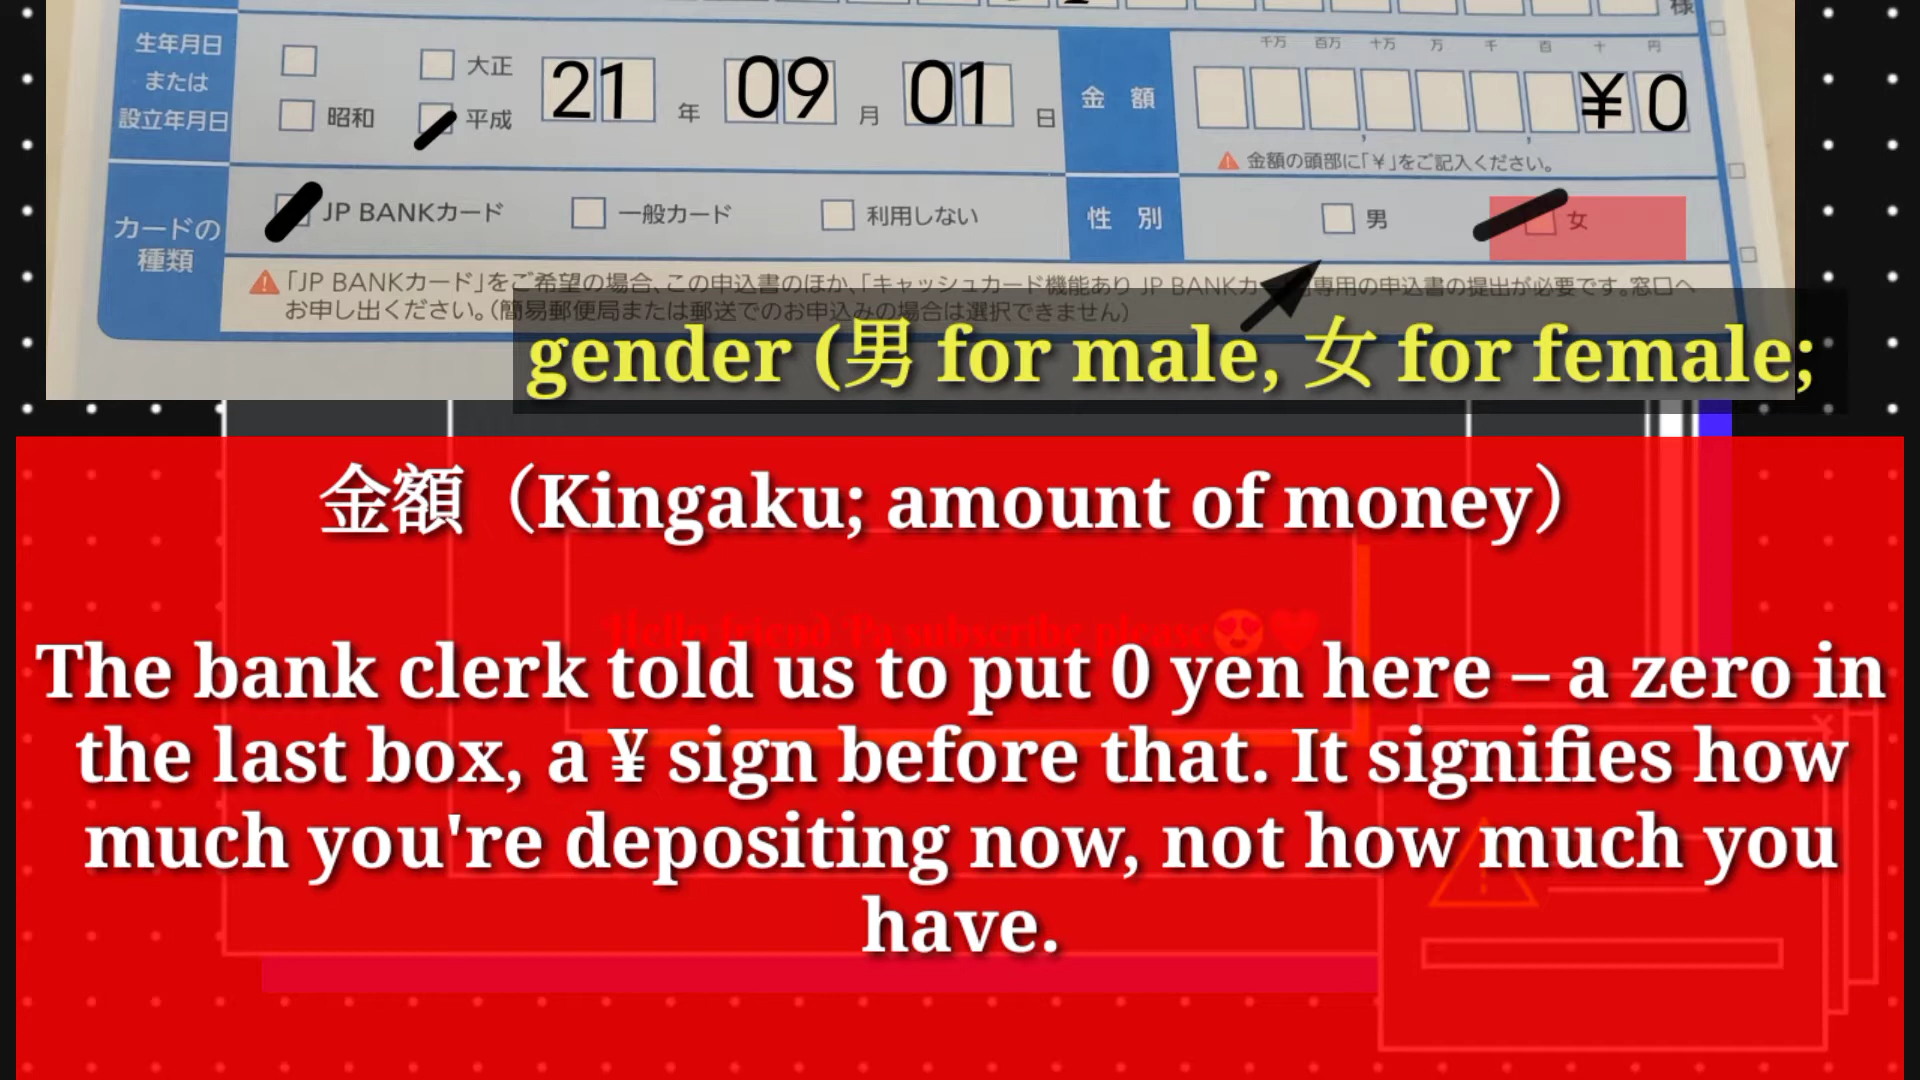 様
生年月日
または
設立年月日
大正
昭和
平成
21 年 09 月 01 日
金 額
千万 百万 十万 万 千 百 十 円
¥0
金額の頭部に「¥」をご記入ください。
カードの
種類
JP BANKカード
一般カード
利用しない
性 別
男
女
「JP BANKカード」をご希望の場合、この申込書のほか、「キャッシュカード機能あり JP BANKカ 専用の申込書の提出が必要です。窓口へ
お申し出ください。(簡易郵便局または郵送でのお申込みの場合は選択できません)
gender (男 for male, 女 for female;
金額（Kingaku; amount of money）
Hello friend Pa subscribe please😍❤
The bank clerk told us to put 0 yen here – a zero in
the last box, a ¥ sign before that. It signifies how
much you're depositing now, not how much you
have.